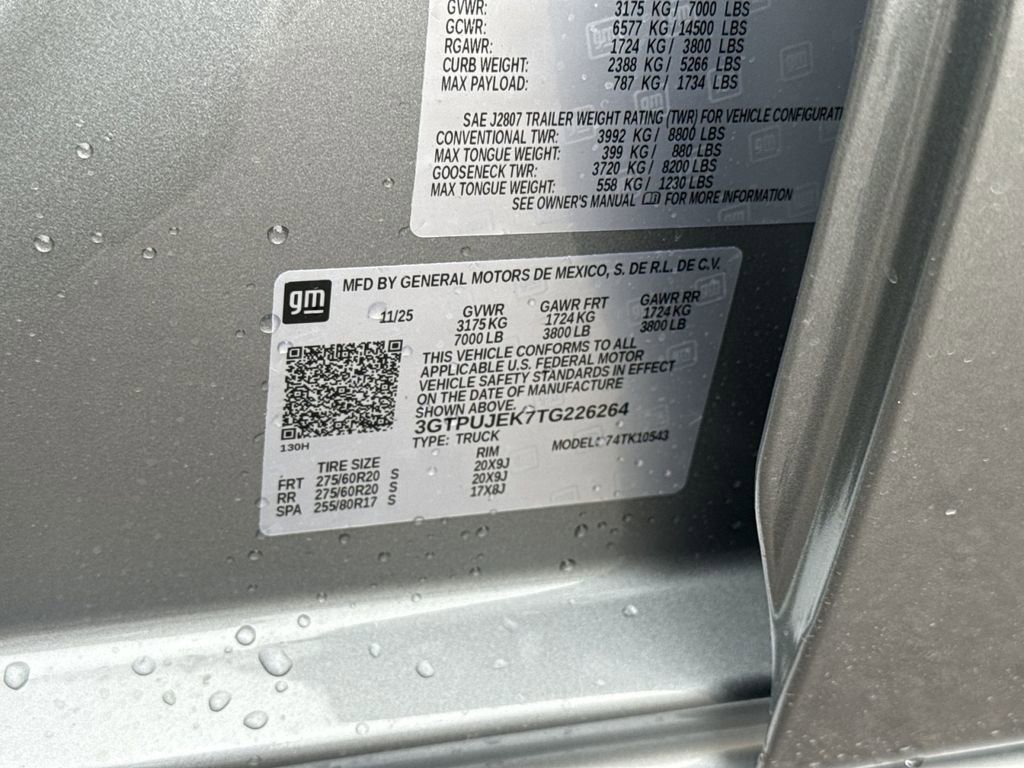 GVWR: 3175 KG / 7000 LBS
GCWR: 6577 KG / 14500 LBS
RGAWR: 1724 KG / 3800 LBS
CURB WEIGHT: 2388 KG / 5266 LBS
MAX PAYLOAD: 787 KG / 1734 LBS
SAE J2807 TRAILER WEIGHT RATING (TWR) FOR VEHICLE CONFIGURATI
CONVENTIONAL TWR: 3992 KG / 8800 LBS
MAX TONGUE WEIGHT: 399 KG / 880 LBS
GOOSENECK TWR: 3720 KG / 8200 LBS
MAX TONGUE WEIGHT: 558 KG / 1230 LBS
SEE OWNER'S MANUAL FOR MORE INFORMATION
gm
MFD BY GENERAL MOTORS DE MEXICO, S. DE R.L. DE C.V.
11/25 GVWR GAWR FRT GAWR RR
3175 KG 1724 KG 1724 KG
7000 LB 3800 LB 3800 LB
THIS VEHICLE CONFORMS TO ALL
APPLICABLE U.S. FEDERAL MOTOR
VEHICLE SAFETY STANDARDS IN EFFECT
ON THE DATE OF MANUFACTURE
SHOWN ABOVE.
3GTPUJEK7TG226264
TYPE: TRUCK MODEL: 74TK10543
130H
TIRE SIZE RIM
FRT 275/60R20 S 20X9J
RR 275/60R20 S 20X9J
SPA 255/80R17 S 17X8J